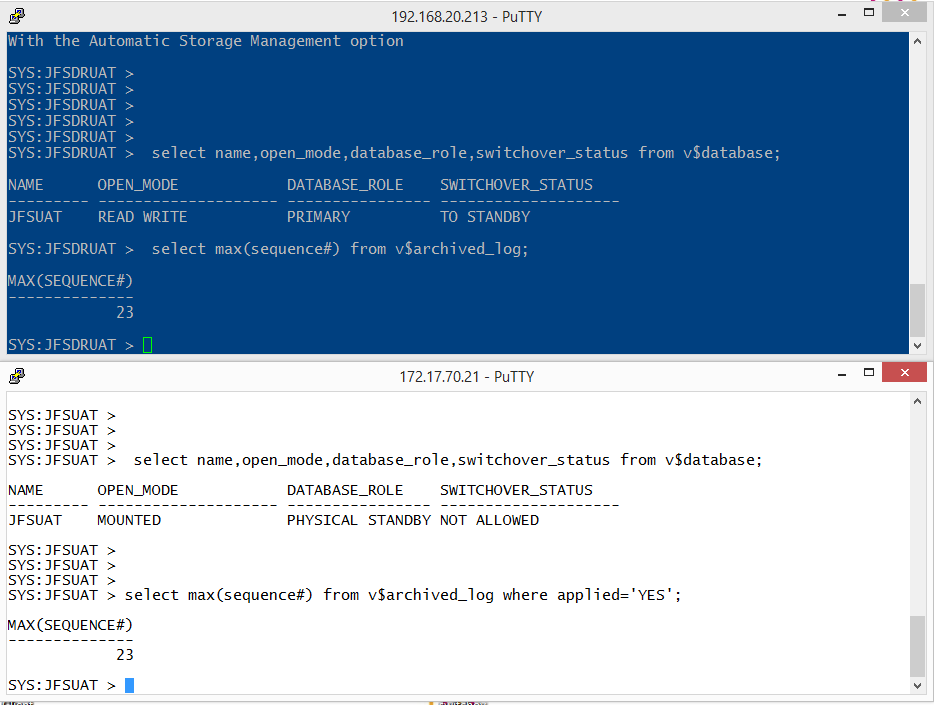 192.168.20.213 - PuTTY
With the Automatic Storage Management option
SYS:JFSDRUAT >
SYS:JFSDRUAT >
SYS:JFSDRUAT >
SYS:JFSDRUAT >
SYS:JFSDRUAT >
SYS:JFSDRUAT >  select name,open_mode,database_role,switchover_status from v$database;
NAME      OPEN_MODE            DATABASE_ROLE    SWITCHOVER_STATUS
--------- -------------------- ---------------- --------------------
JFSUAT    READ WRITE           PRIMARY          TO STANDBY
SYS:JFSDRUAT >  select max(sequence#) from v$archived_log;
MAX(SEQUENCE#)
--------------
            23
SYS:JFSDRUAT >
172.17.70.21 - PuTTY
SYS:JFSUAT >
SYS:JFSUAT >
SYS:JFSUAT >
SYS:JFSUAT >  select name,open_mode,database_role,switchover_status from v$database;
NAME      OPEN_MODE            DATABASE_ROLE    SWITCHOVER_STATUS
--------- -------------------- ---------------- --------------------
JFSUAT    MOUNTED              PHYSICAL STANDBY NOT ALLOWED
SYS:JFSUAT >
SYS:JFSUAT >
SYS:JFSUAT >
SYS:JFSUAT > select max(sequence#) from v$archived_log where applied='YES';
MAX(SEQUENCE#)
--------------
            23
SYS:JFSUAT >